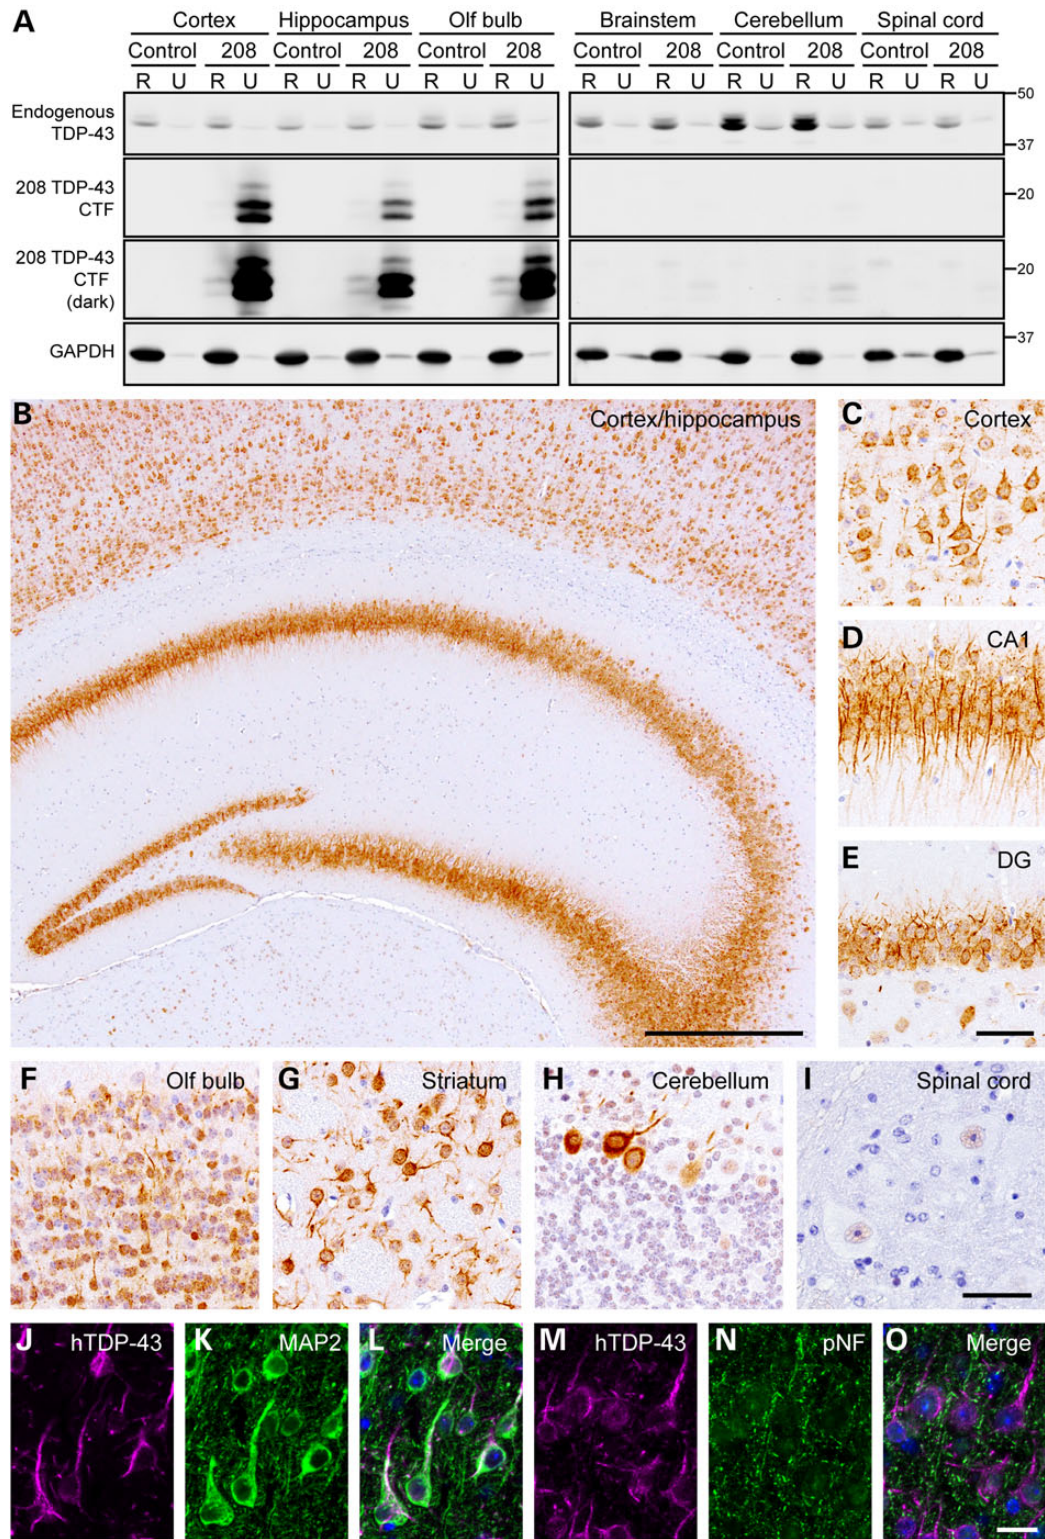 A
Cortex Hippocampus Olf bulb Brainstem Cerebellum Spinal cord
Control 208 Control 208 Control 208 Control 208 Control 208 Control 208
R U R U R U R U R U R U R U R U R U R U R U R U
Endogenous
TDP-43
50
37
208 TDP-43
CTF
20
208 TDP-43
CTF
(dark)
20
GAPDH
37
B Cortex/hippocampus
C Cortex
D CA1
E DG
F Olf bulb
G Striatum
H Cerebellum
I Spinal cord
J hTDP-43
K MAP2
L Merge
M hTDP-43
N pNF
O Merge